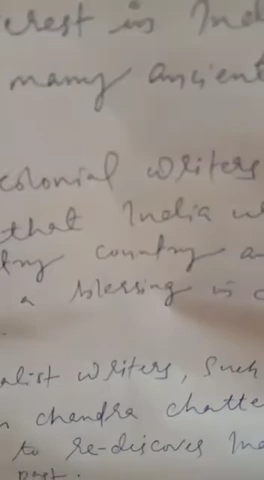 erest in Ind
many ancient
colonial writers
that India w
try country a
a blessing in
alist writers, such
n chandra chatte
to re-discover Ind
past.